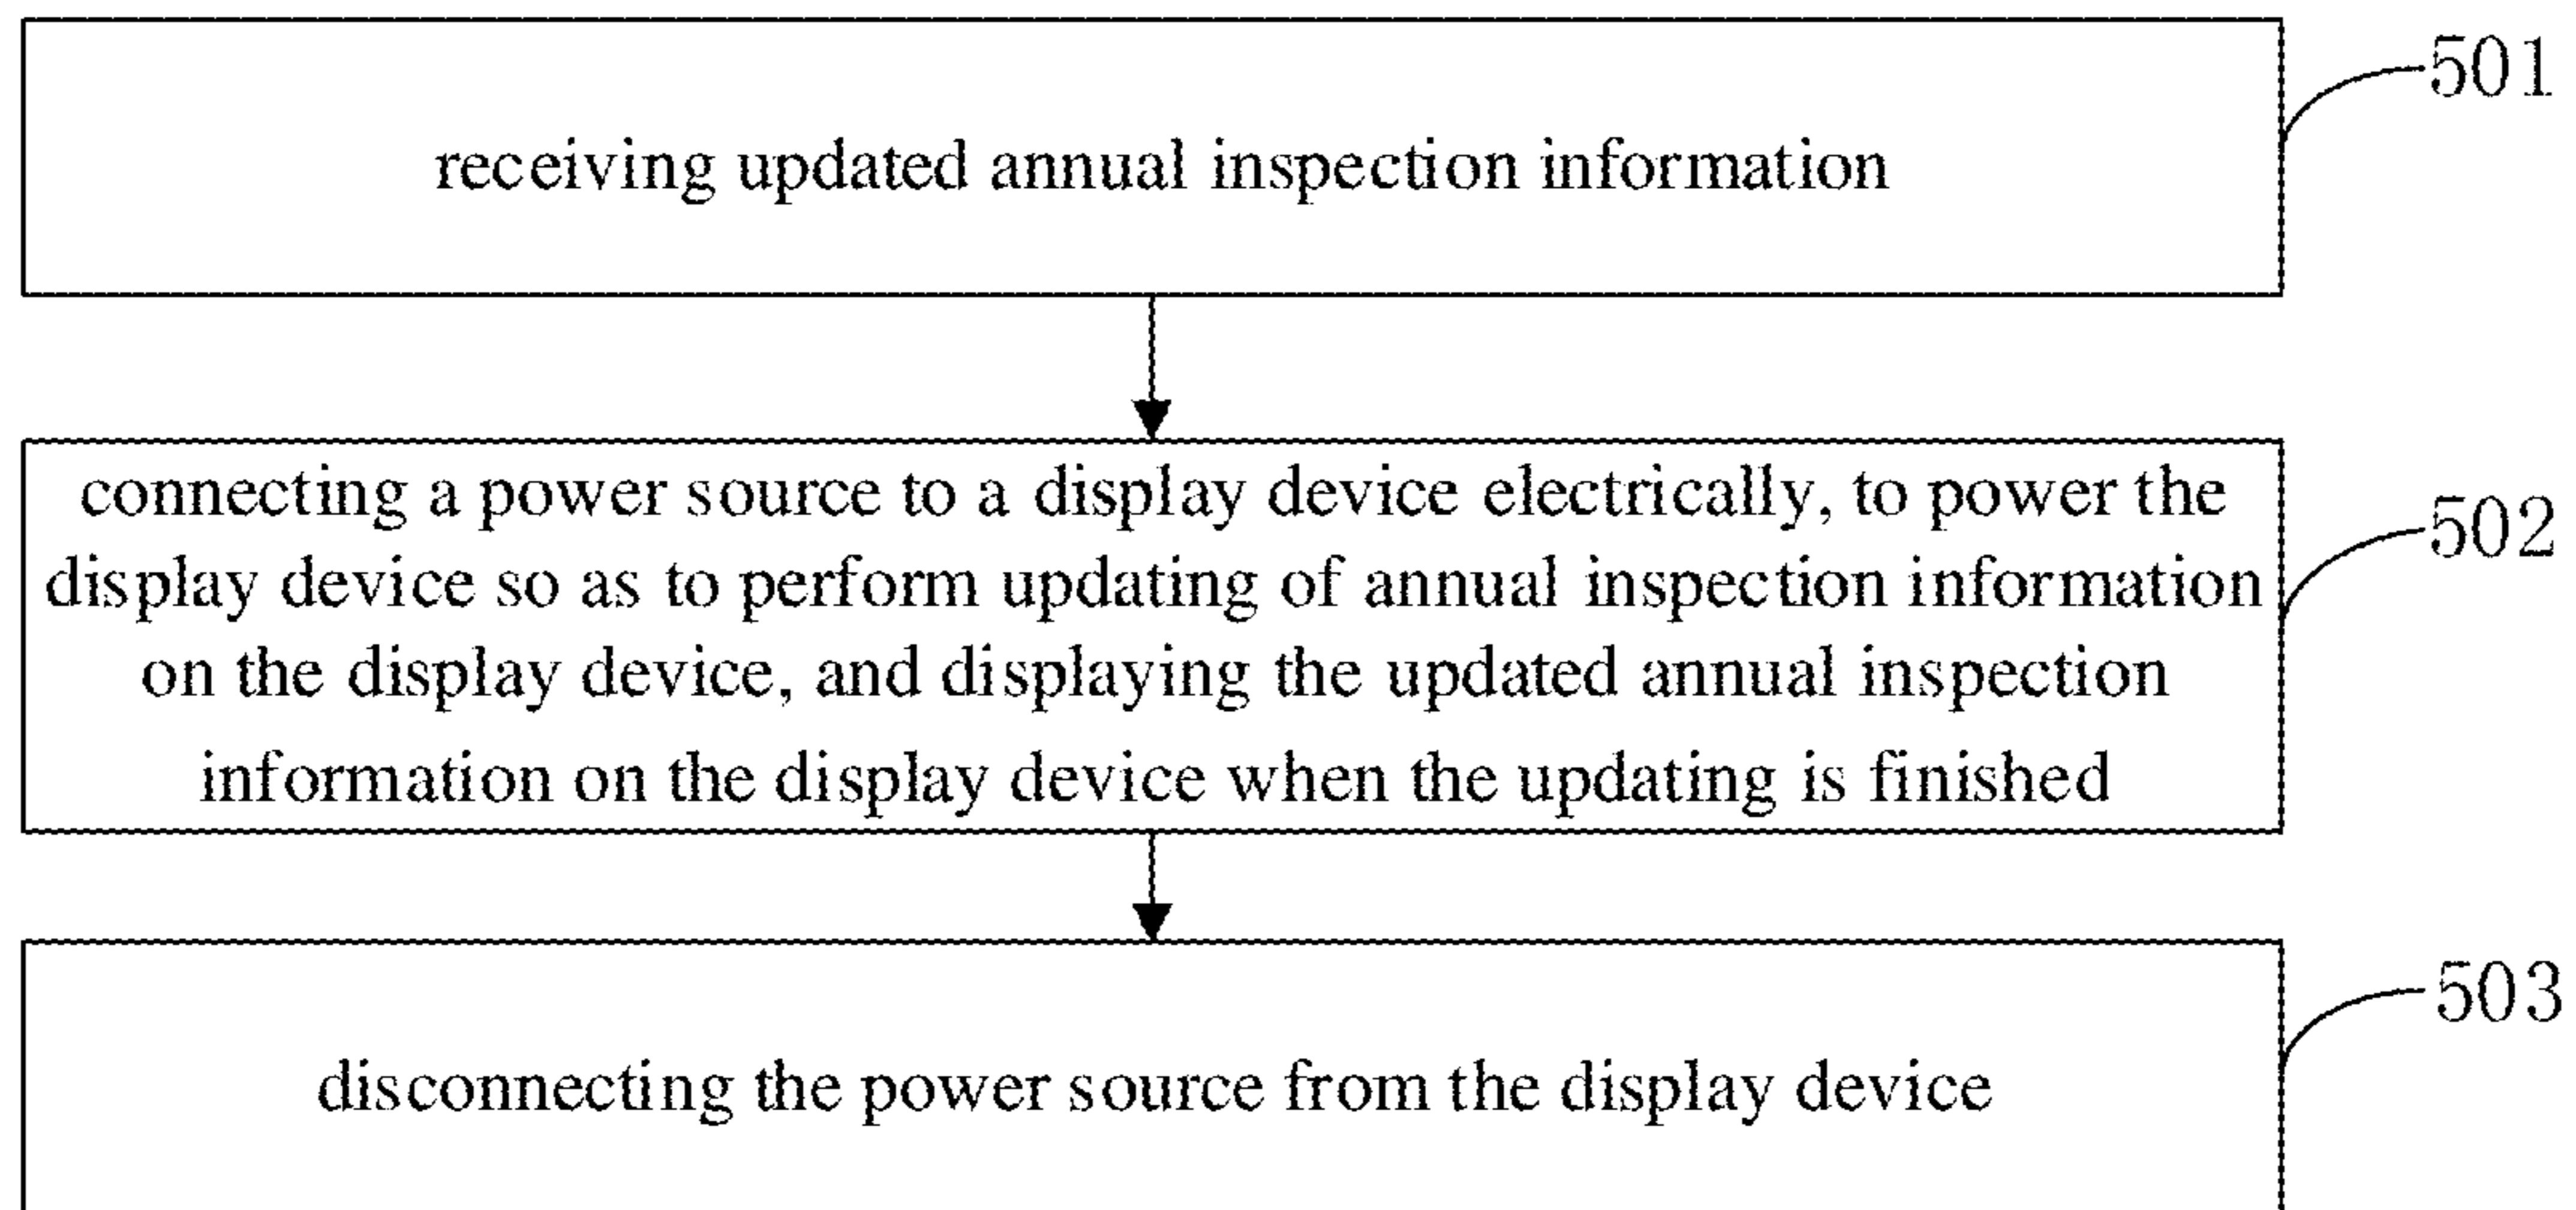 receiving updated annual inspection information
501
connecting a power source to a display device electrically, to power the
display device so as to perform updating of annual inspection information
on the display device, and displaying the updated annual inspection
information on the display device when the updating is finished
502
disconnecting the power source from the display device
503